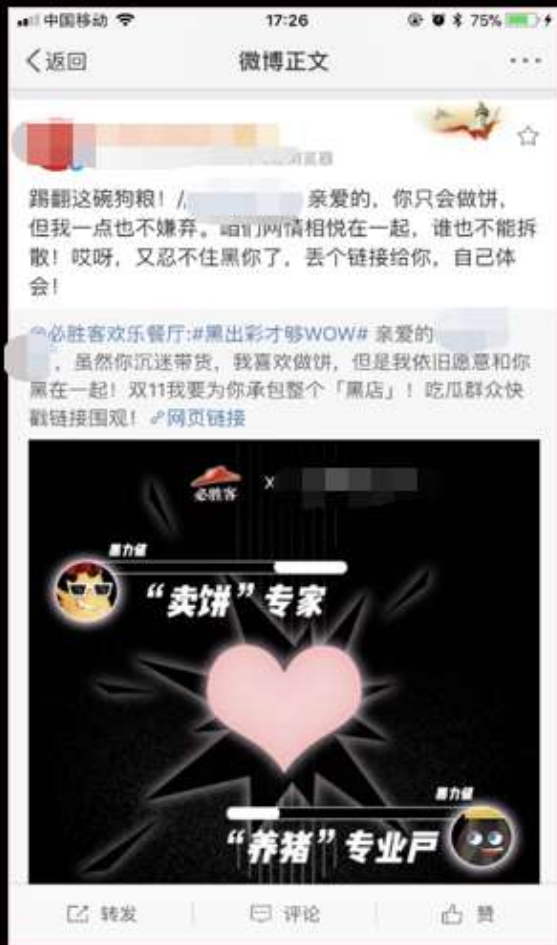 中国移动 17:26 75%
返回 微博正文
踢翻这碗狗粮！/ 亲爱的，你只会做饼，
但我一点也不嫌弃。咱们两情相悦在一起，谁也不能拆
散！哎呀，又忍不住黑你了，丢个链接给你，自己体
会！
@必胜客欢乐餐厅:#黑出彩才够WOW# 亲爱的
，虽然你沉迷带货，我喜欢做饼，但是我依旧愿意和你
黑在一起！双11我要为你承包整个「黑店」！吃瓜群众快
戳链接围观！网页链接
必胜客 X
黑力值
“卖饼”专家
黑力值
“养猪”专业户
转发 评论 赞